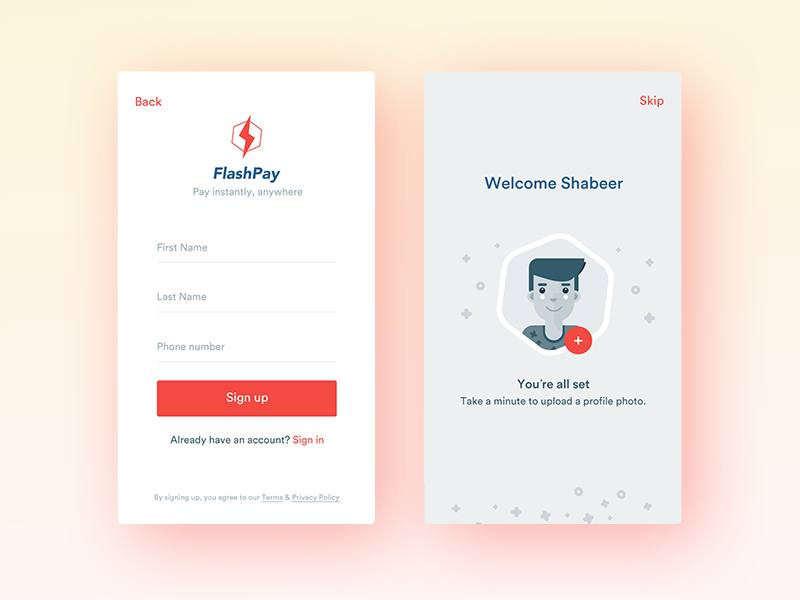 Back
FlashPay
Pay instantly, anywhere
First Name
Last Name
Phone number
Sign up
Already have an account? Sign in
By signing up, you agree to our Terms & Privacy Policy
Skip
Welcome Shabeer
+
You're all set
Take a minute to upload a profile photo.